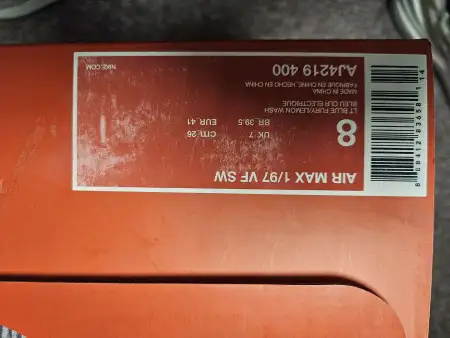 AIR MAX 1/97 VF SW
8
UK 7
BR 39.5
EUR 41
CM 26
LT BLUE FURY/LEMON WASH
BLEU CLR ELECTRIQUE
MADE IN CHINA
FABRIQUE EN CHINE, HECHO EN CHINA
AJ4219 400
NIKE.COM